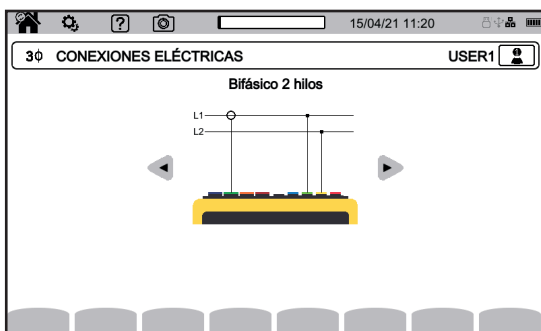 ? 15/04/21 11:20
3ϕ CONEXIONES ELÉCTRICAS USER1
Bifásico 2 hilos
L1
L2